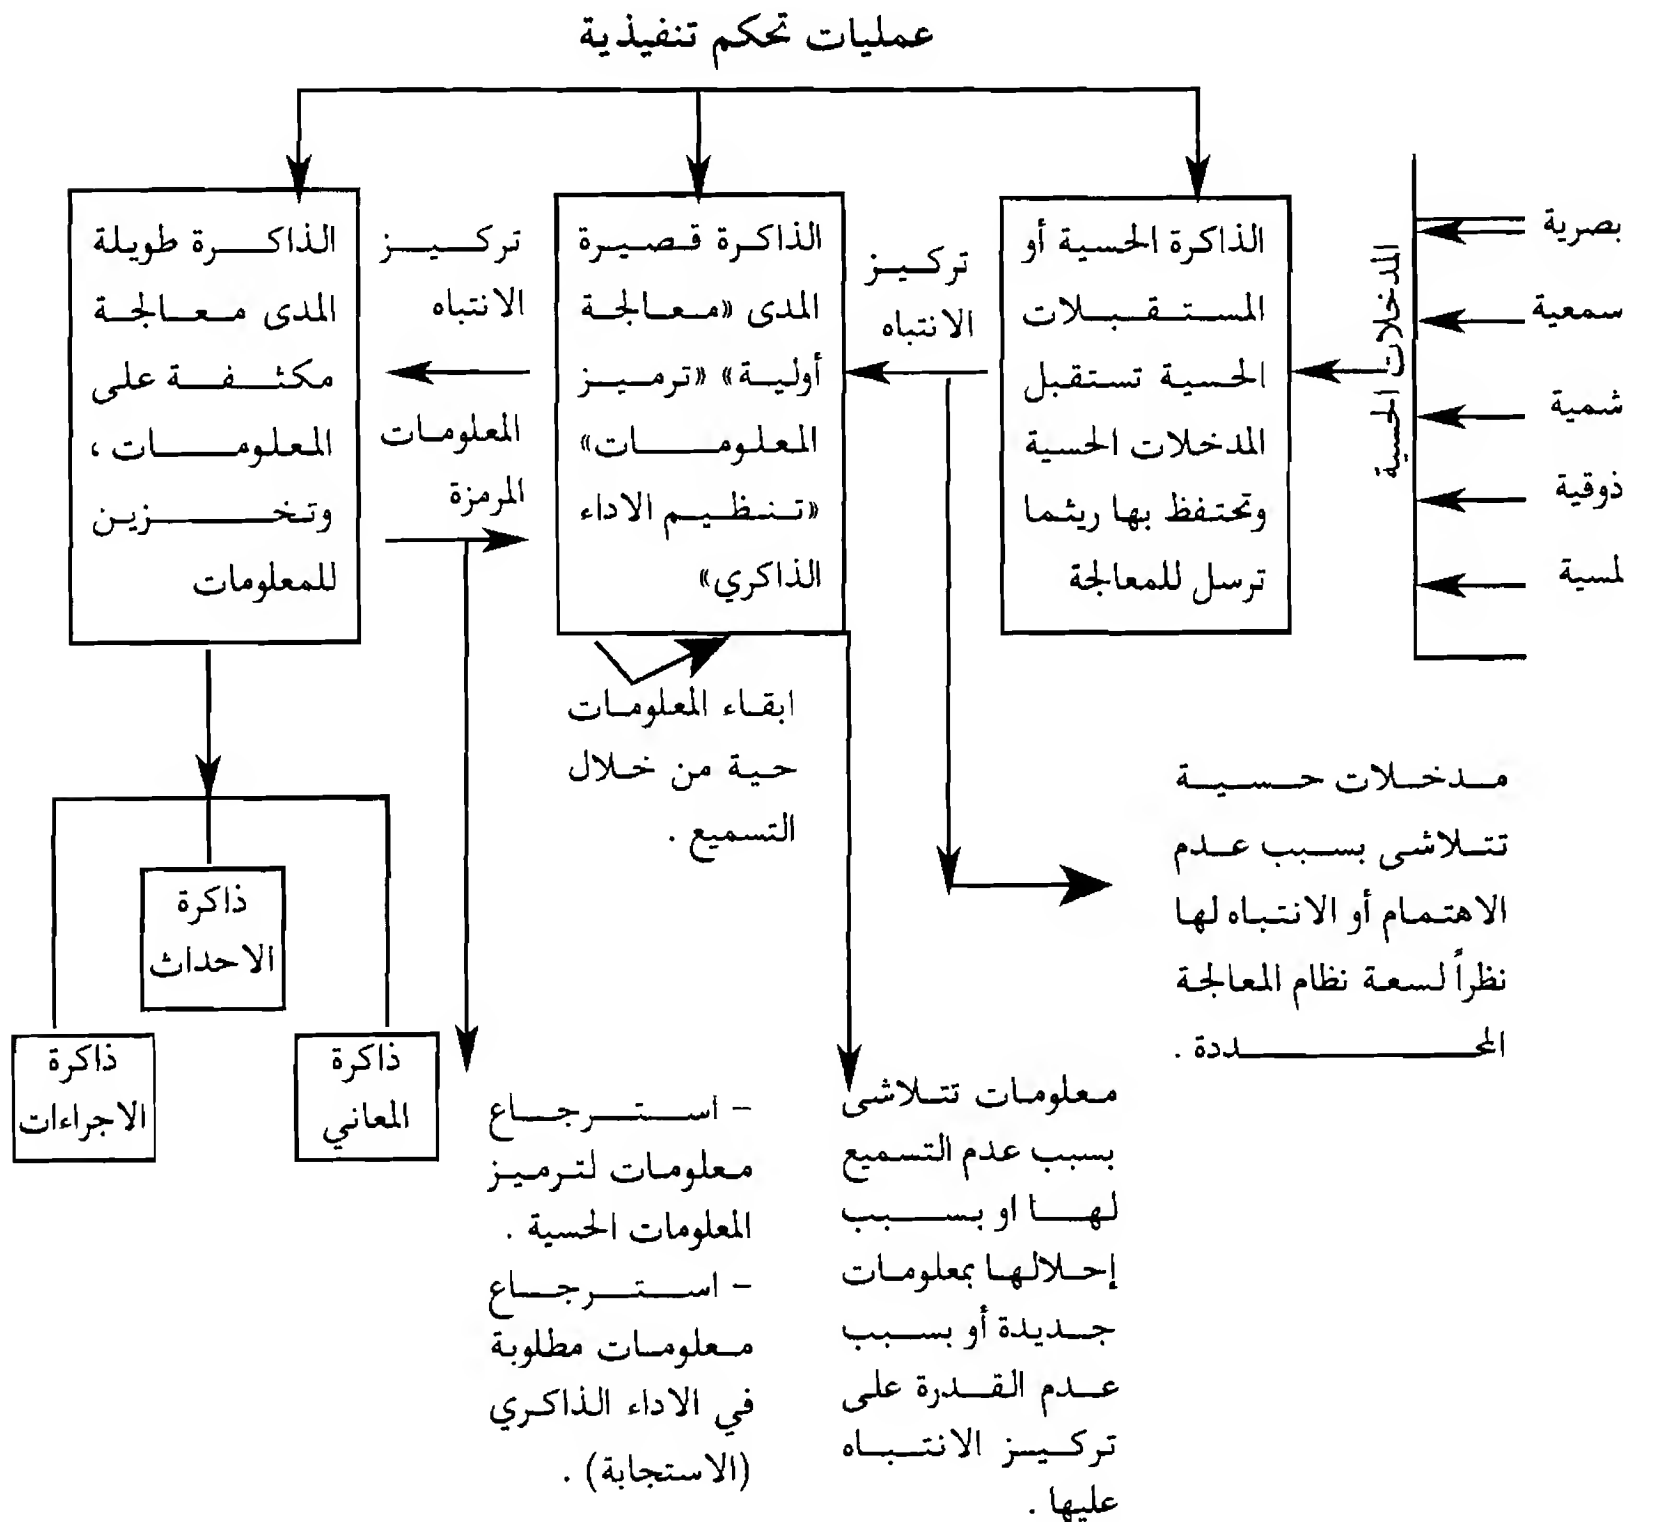 عمليات تحكم تنفيذية
بصرية
سمعية
شمية
ذوقية
لمسية
المدخلات الحسية
الذاكرة الحسية أو
المستقبلات
الحسية تستقبل
المدخلات الحسية
وتحتفظ بها ريثما
ترسل للمعالجة
تركيز
الانتباه
الذاكرة قصيرة
المدى «معالجة
أولية» «ترميز
المعلومات»
«تنظيم الاداء
الذاكري»
تركيز
الانتباه
المعلومات
المرمزة
الذاكرة طويلة
المدى معالجة
مكثفة على
المعلومات ،
وتخزين
للمعلومات
ابقاء المعلومات
حية من خلال
التسميع .
مدخلات حسية
تتلاشى بسبب عدم
الاهتمام أو الانتباه لها
نظراً لسعة نظام المعالجة
المحددة .
ذاكرة
الاحداث
ذاكرة
المعاني
ذاكرة
الاجراءات
معلومات تتلاشى
بسبب عدم التسميع
لها او بسبب
إحلالها بمعلومات
جديدة أو بسبب
عدم القدرة على
تركيز الانتباه
عليها .
– استرجاع
معلومات لترميز
المعلومات الحسية .
– استرجاع
معلومات مطلوبة
في الاداء الذاكري
(الاستجابة) .